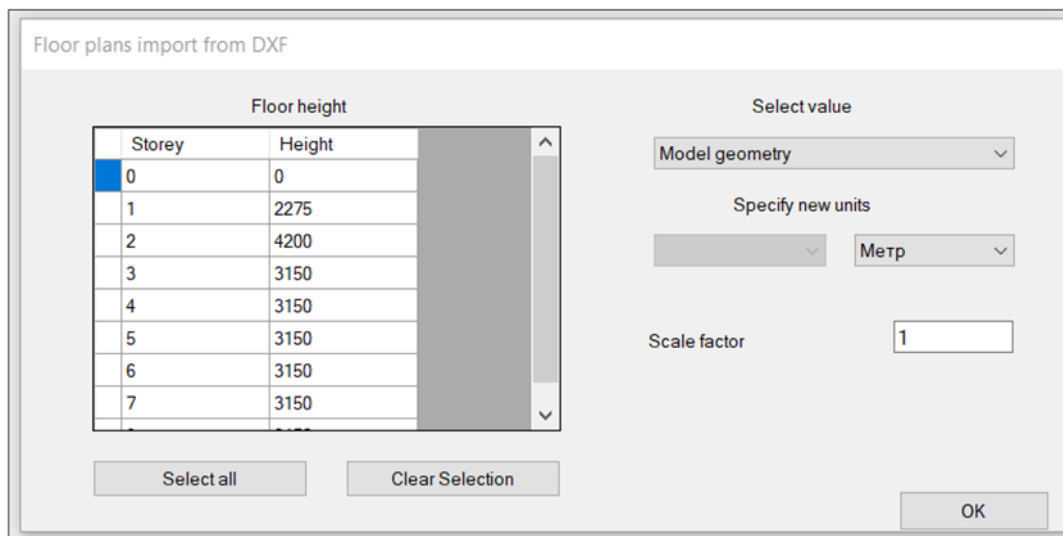 Floor plans import from DXF
Floor height
Select value
Storey Height
Model geometry
0 0
1 2275
Specify new units
2 4200
Метр
3 3150
4 3150
5 3150
Scale factor 1
6 3150
7 3150
Select all Clear Selection
OK